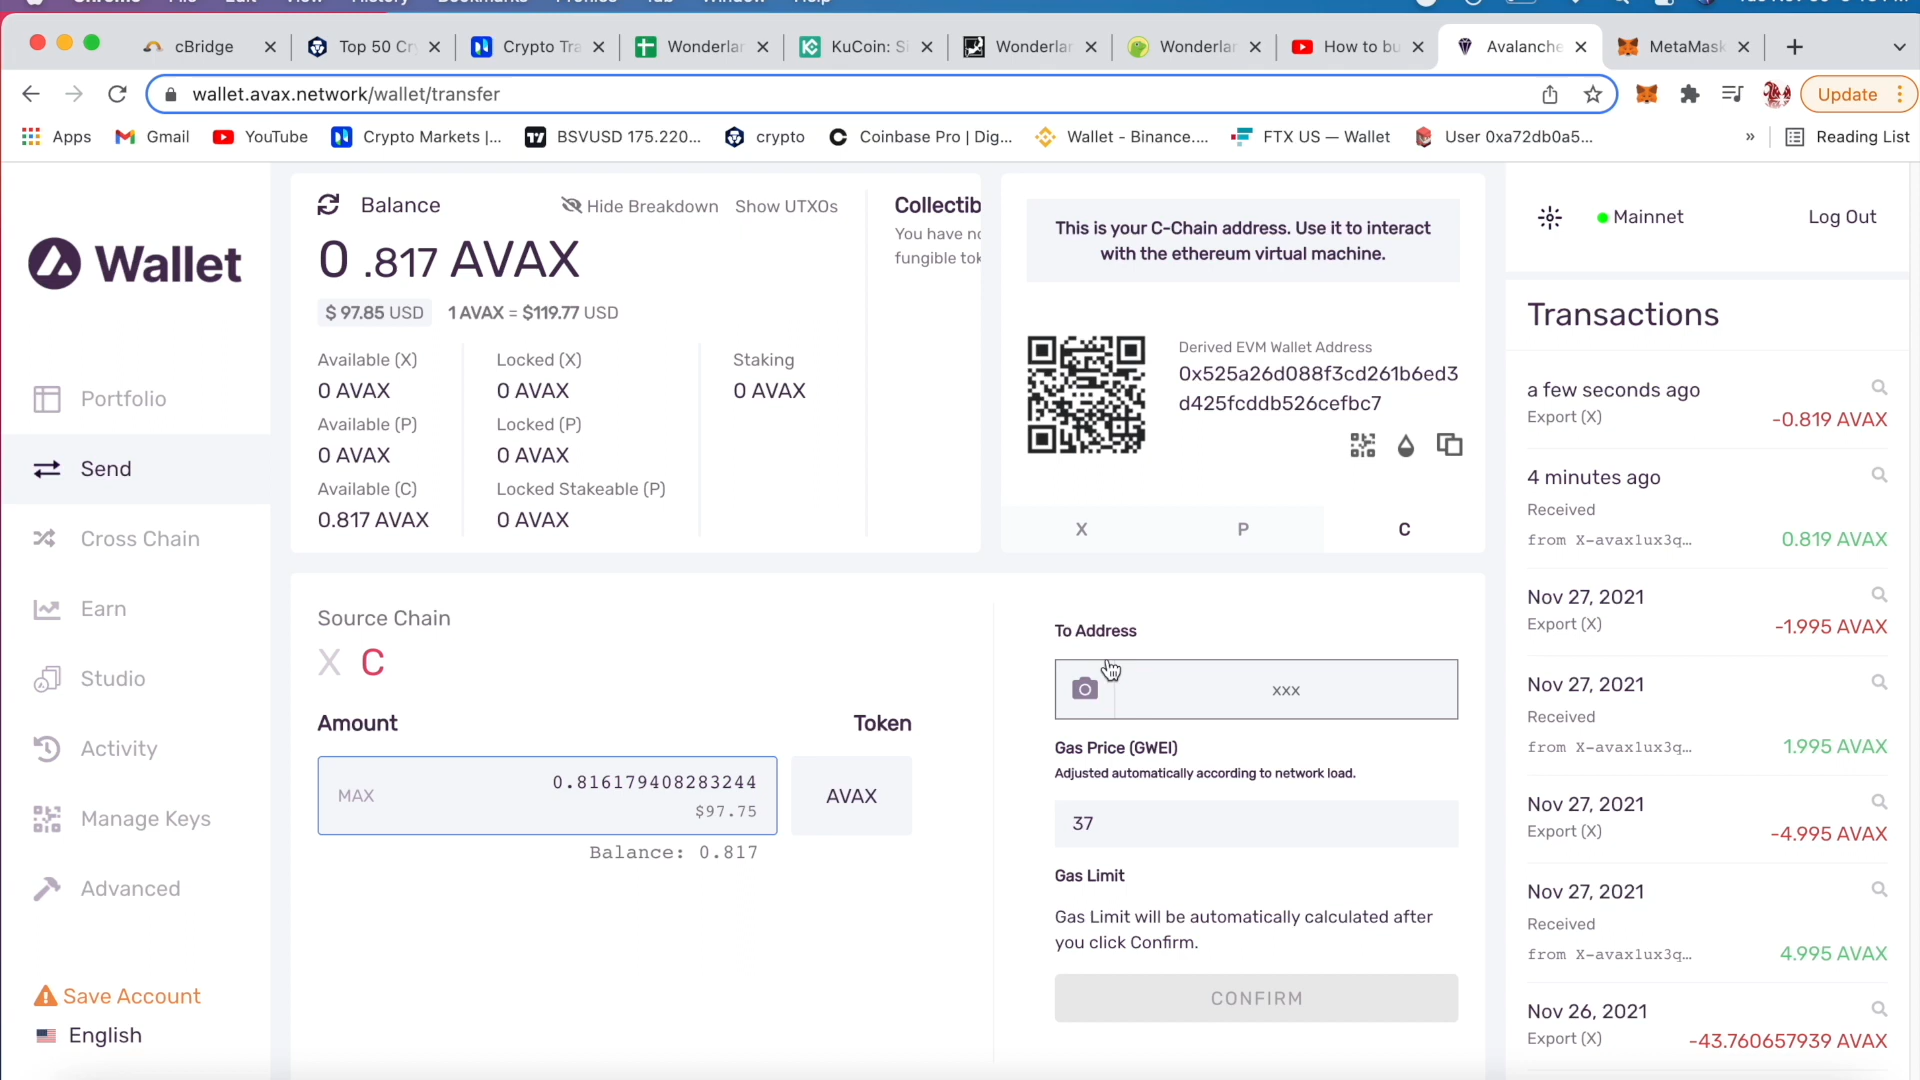 cBridge
Top 50 Cr
Crypto Tra
Wonderlan
KuCoin: S
Wonderlan
Wonderlan
How to bu
Avalanche
MetaMask
wallet.avax.network/wallet/transfer
Update
Apps
Gmail
YouTube
Crypto Markets |...
BSVUSD 175.220...
crypto
Coinbase Pro | Dig...
Wallet - Binance....
FTX US — Wallet
User 0xa72db0a5...
»
Reading List
Wallet
Portfolio
Send
Cross Chain
Earn
Studio
Activity
Manage Keys
Advanced
Save Account
English
Balance
Hide Breakdown
Show UTXOs
0 .817 AVAX
$ 97.85 USD
1 AVAX = $119.77 USD
Available (X)
0 AVAX
Available (P)
0 AVAX
Available (C)
0.817 AVAX
Locked (X)
0 AVAX
Locked (P)
0 AVAX
Locked Stakeable (P)
0 AVAX
Staking
0 AVAX
Collectib
You have no
fungible tok
This is your C-Chain address. Use it to interact
with the ethereum virtual machine.
Derived EVM Wallet Address
0x525a26d088f3cd261b6ed3
d425fcddb526cefbc7
X
P
C
Source Chain
X C
Amount
Token
MAX
0.816179408283244
$97.75
AVAX
Balance: 0.817
To Address
xxx
Gas Price (GWEI)
Adjusted automatically according to network load.
37
Gas Limit
Gas Limit will be automatically calculated after
you click Confirm.
CONFIRM
Mainnet
Log Out
Transactions
a few seconds ago
Export (X)
-0.819 AVAX
4 minutes ago
Received
from X-avax1ux3q…
0.819 AVAX
Nov 27, 2021
Export (X)
-1.995 AVAX
Nov 27, 2021
Received
from X-avax1ux3q…
1.995 AVAX
Nov 27, 2021
Export (X)
-4.995 AVAX
Nov 27, 2021
Received
from X-avax1ux3q…
4.995 AVAX
Nov 26, 2021
Export (X)
-43.760657939 AVAX